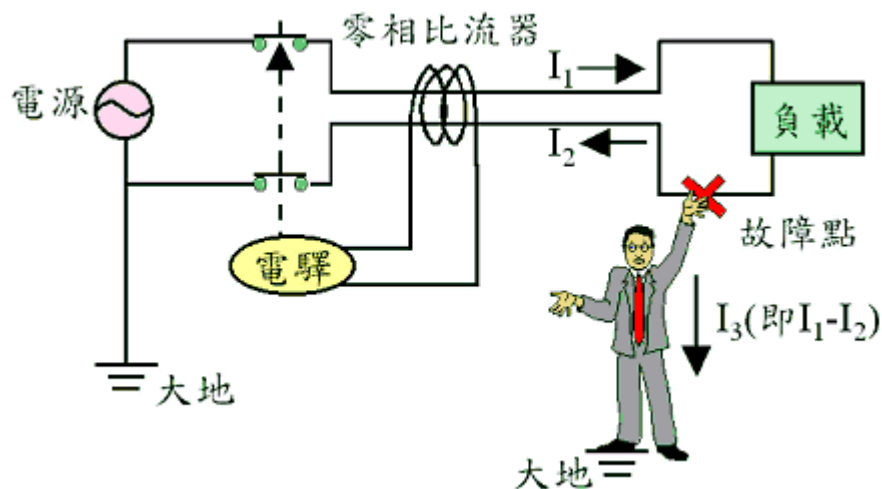 零相比流器
電源
I₁
負載
I₂
故障點
電驛
I₃(即I₁-I₂)
大地
大地